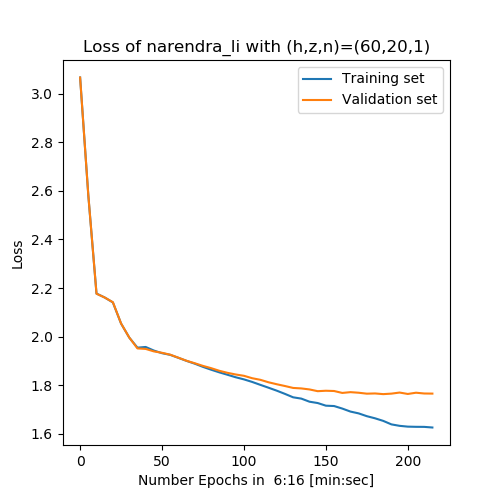 Loss of narendra_li with (h,z,n)=(60,20,1)
Training set
Validation set
3.0
2.8
2.6
2.4
2.2
2.0
1.8
1.6
Loss
0 50 100 150 200
Number Epochs in  6:16 [min:sec]